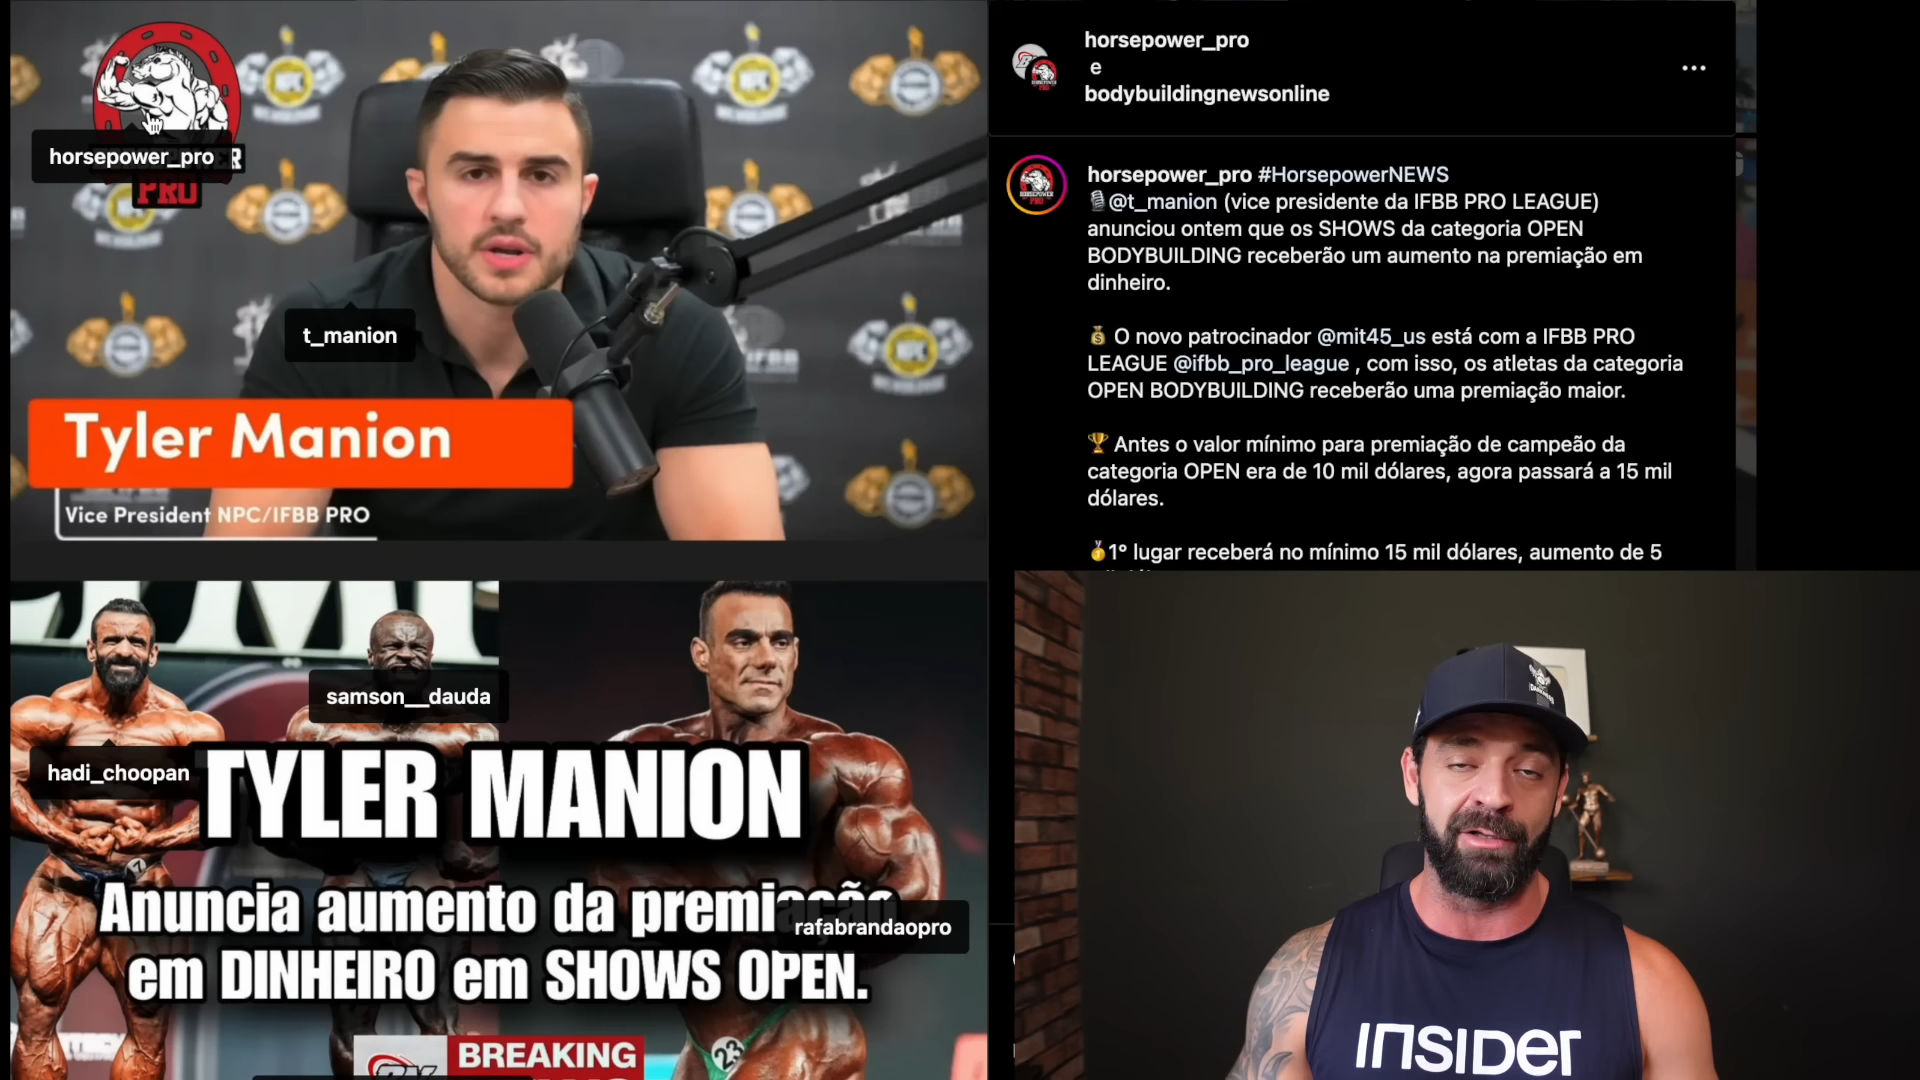 horsepower_pro
PRO
t_manion
Tyler Manion
Vice President NPC/IFBB PRO
hadi_choopan
samson__dauda
TYLER MANION
Anuncia aumento da premiação
rafabrandaopro
em DINHEIRO em SHOWS OPEN.
23
BREAKING
horsepower_pro
e
bodybuildingnewsonline
horsepower_pro #HorsepowerNEWS
🎙️@t_manion (vice presidente da IFBB PRO LEAGUE)
anunciou ontem que os SHOWS da categoria OPEN
BODYBUILDING receberão um aumento na premiação em
dinheiro.
💰 O novo patrocinador @mit45_us está com a IFBB PRO
LEAGUE @ifbb_pro_league , com isso, os atletas da categoria
OPEN BODYBUILDING receberão uma premiação maior.
🏆 Antes o valor mínimo para premiação de campeão da
categoria OPEN era de 10 mil dólares, agora passará a 15 mil
dólares.
🥇1° lugar receberá no mínimo 15 mil dólares, aumento de 5
INSIDER